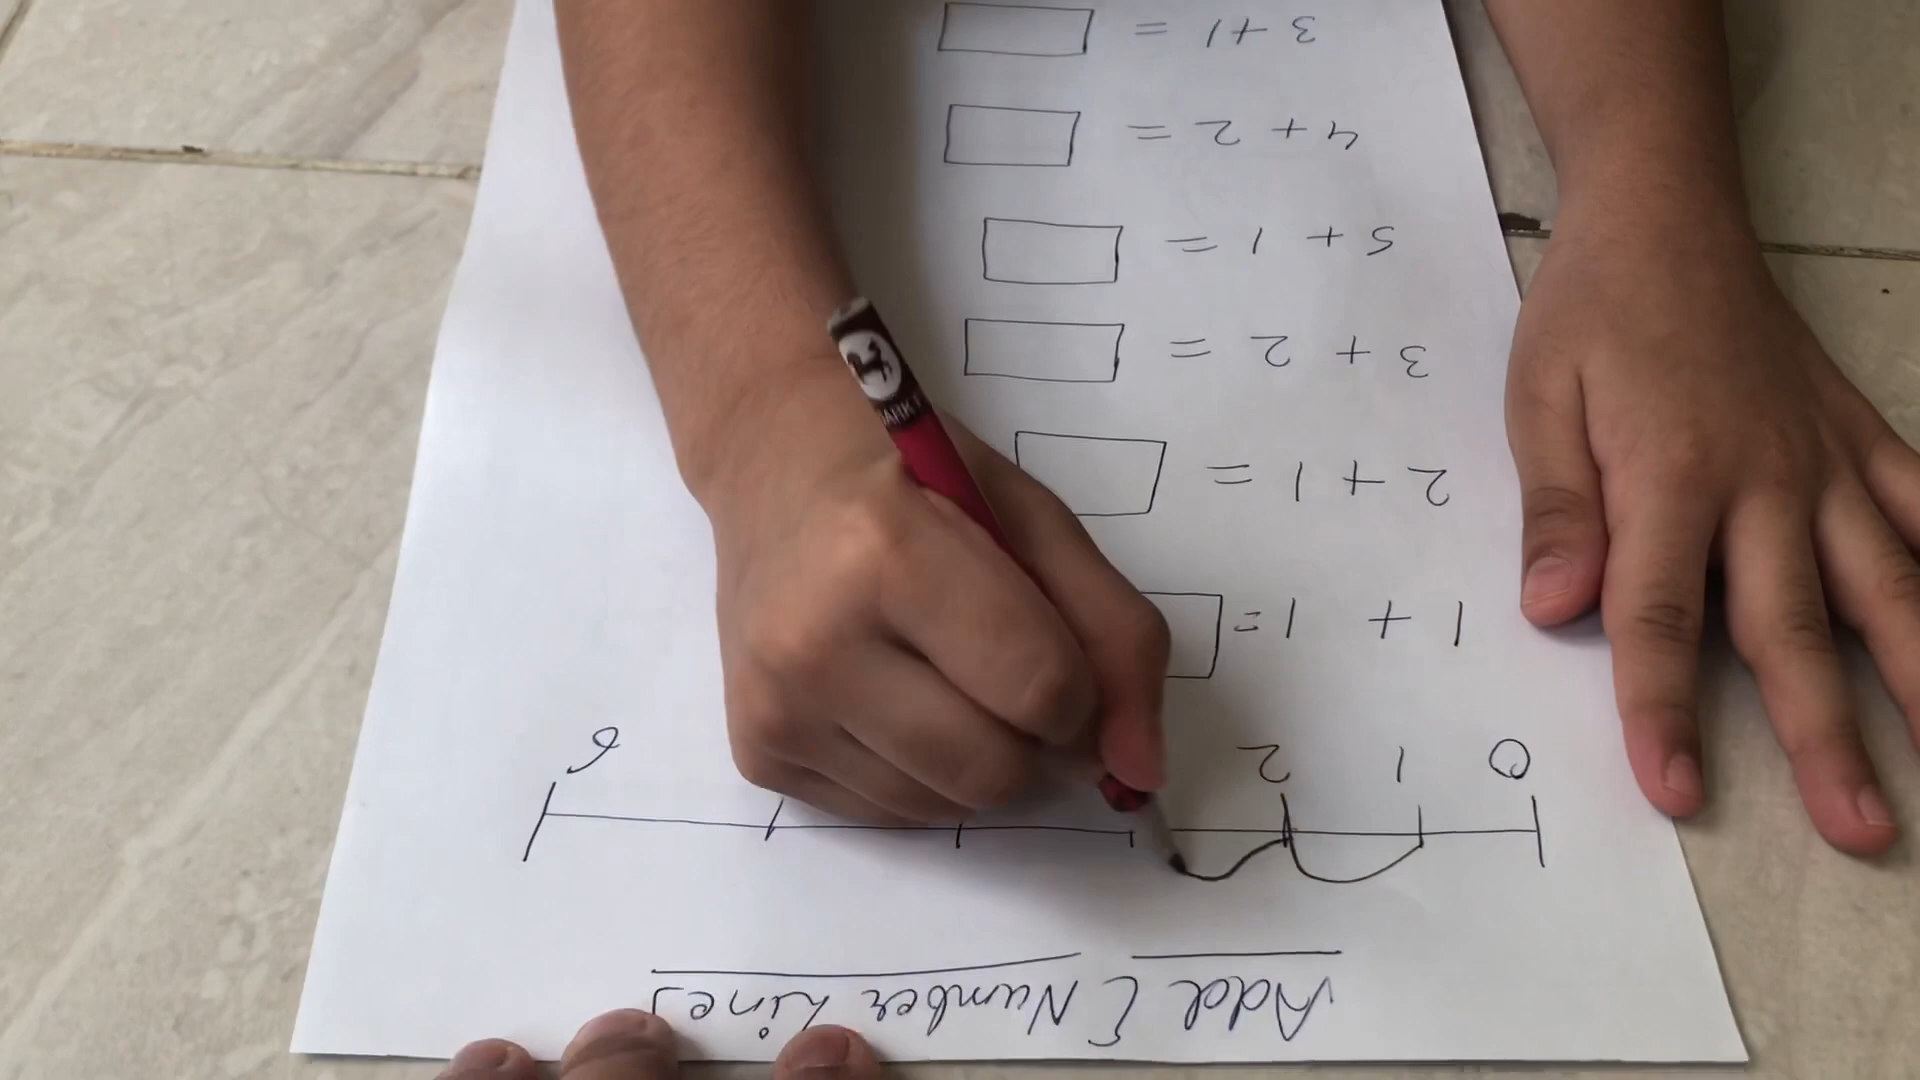 Add [Number Line]
0 1 2 6
1 + 1 =
2 + 1 =
3 + 2 =
5 + 1 =
4 + 2 =
3 + 1 =